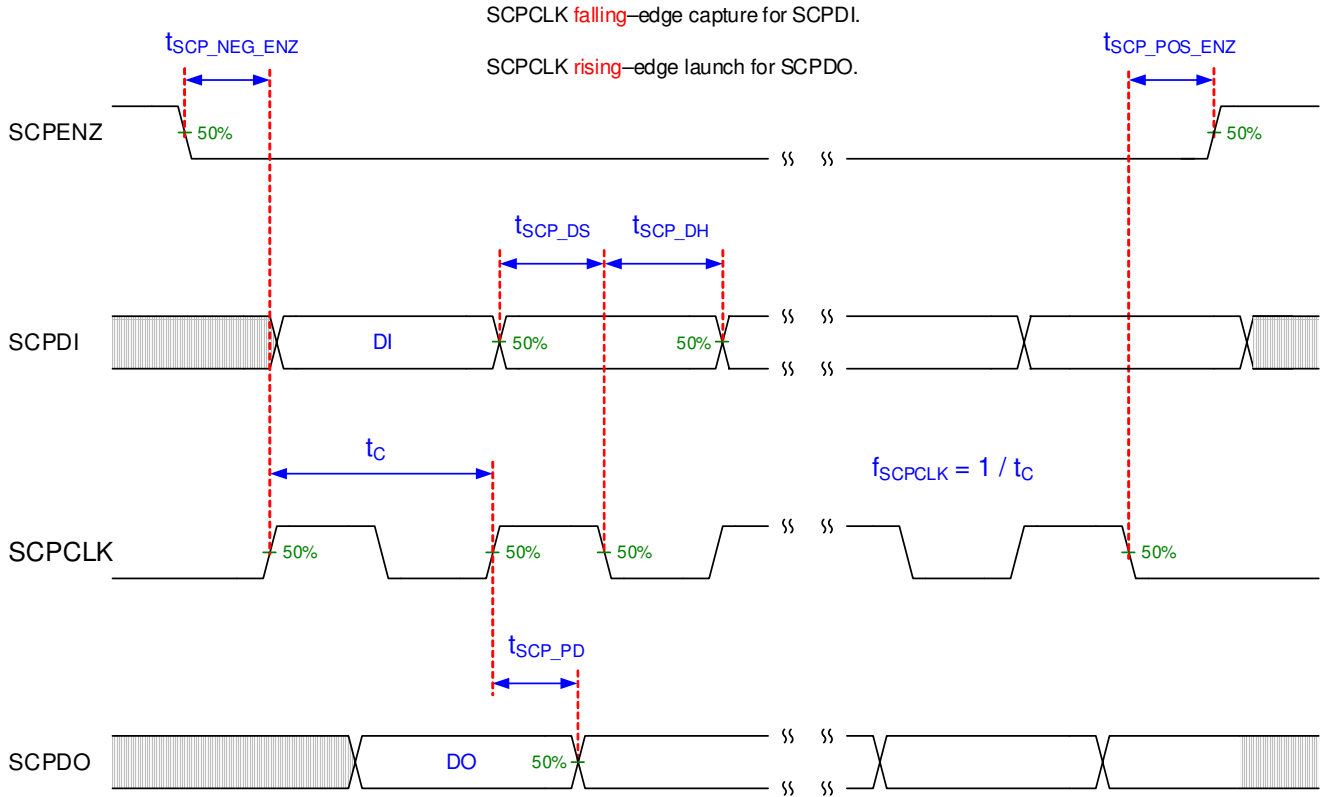 SCPCLK falling–edge capture for SCPDI.
SCPCLK rising–edge launch for SCPDO.
tSCP_NEG_ENZ
tSCP_POS_ENZ
SCPENZ
50%
50%
tSCP_DS
tSCP_DH
SCPDI
DI
50%
50%
tC
fSCPCLK = 1 / tC
SCPCLK
50%
50%
50%
50%
tSCP_PD
SCPDO
DO
50%